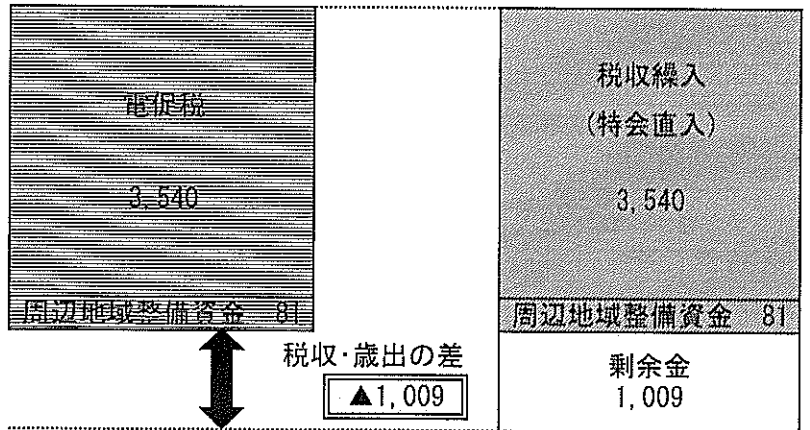 電促税
3,540
周辺地域整備資金 81
税収・歳出の差
▲1,009
税収繰入
(特会直入)
3,540
周辺地域整備資金 81
剰余金
1,009